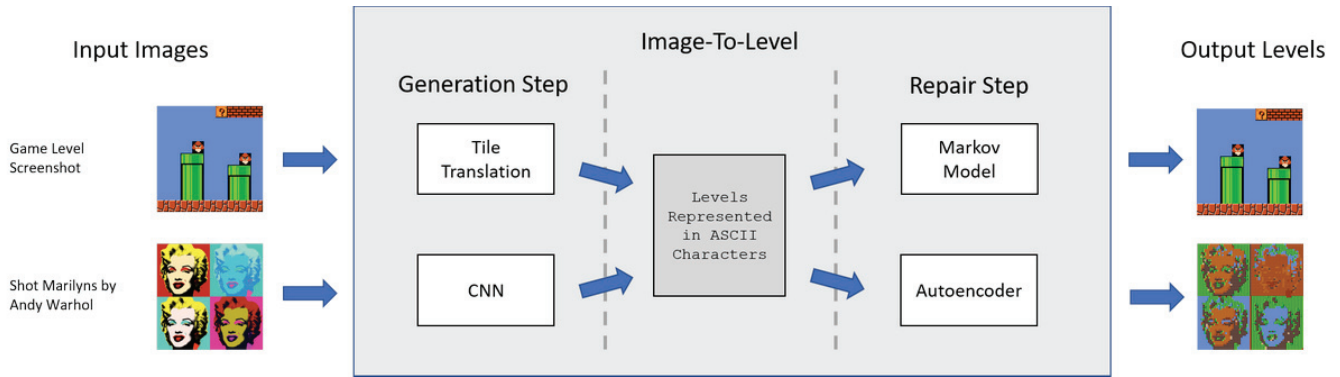 Input Images
Game Level
Screenshot
Shot Marilyns by
Andy Warhol
Image-To-Level
Generation Step
Tile
Translation
CNN
Levels
Represented
in ASCII
Characters
Repair Step
Markov
Model
Autoencoder
Output Levels